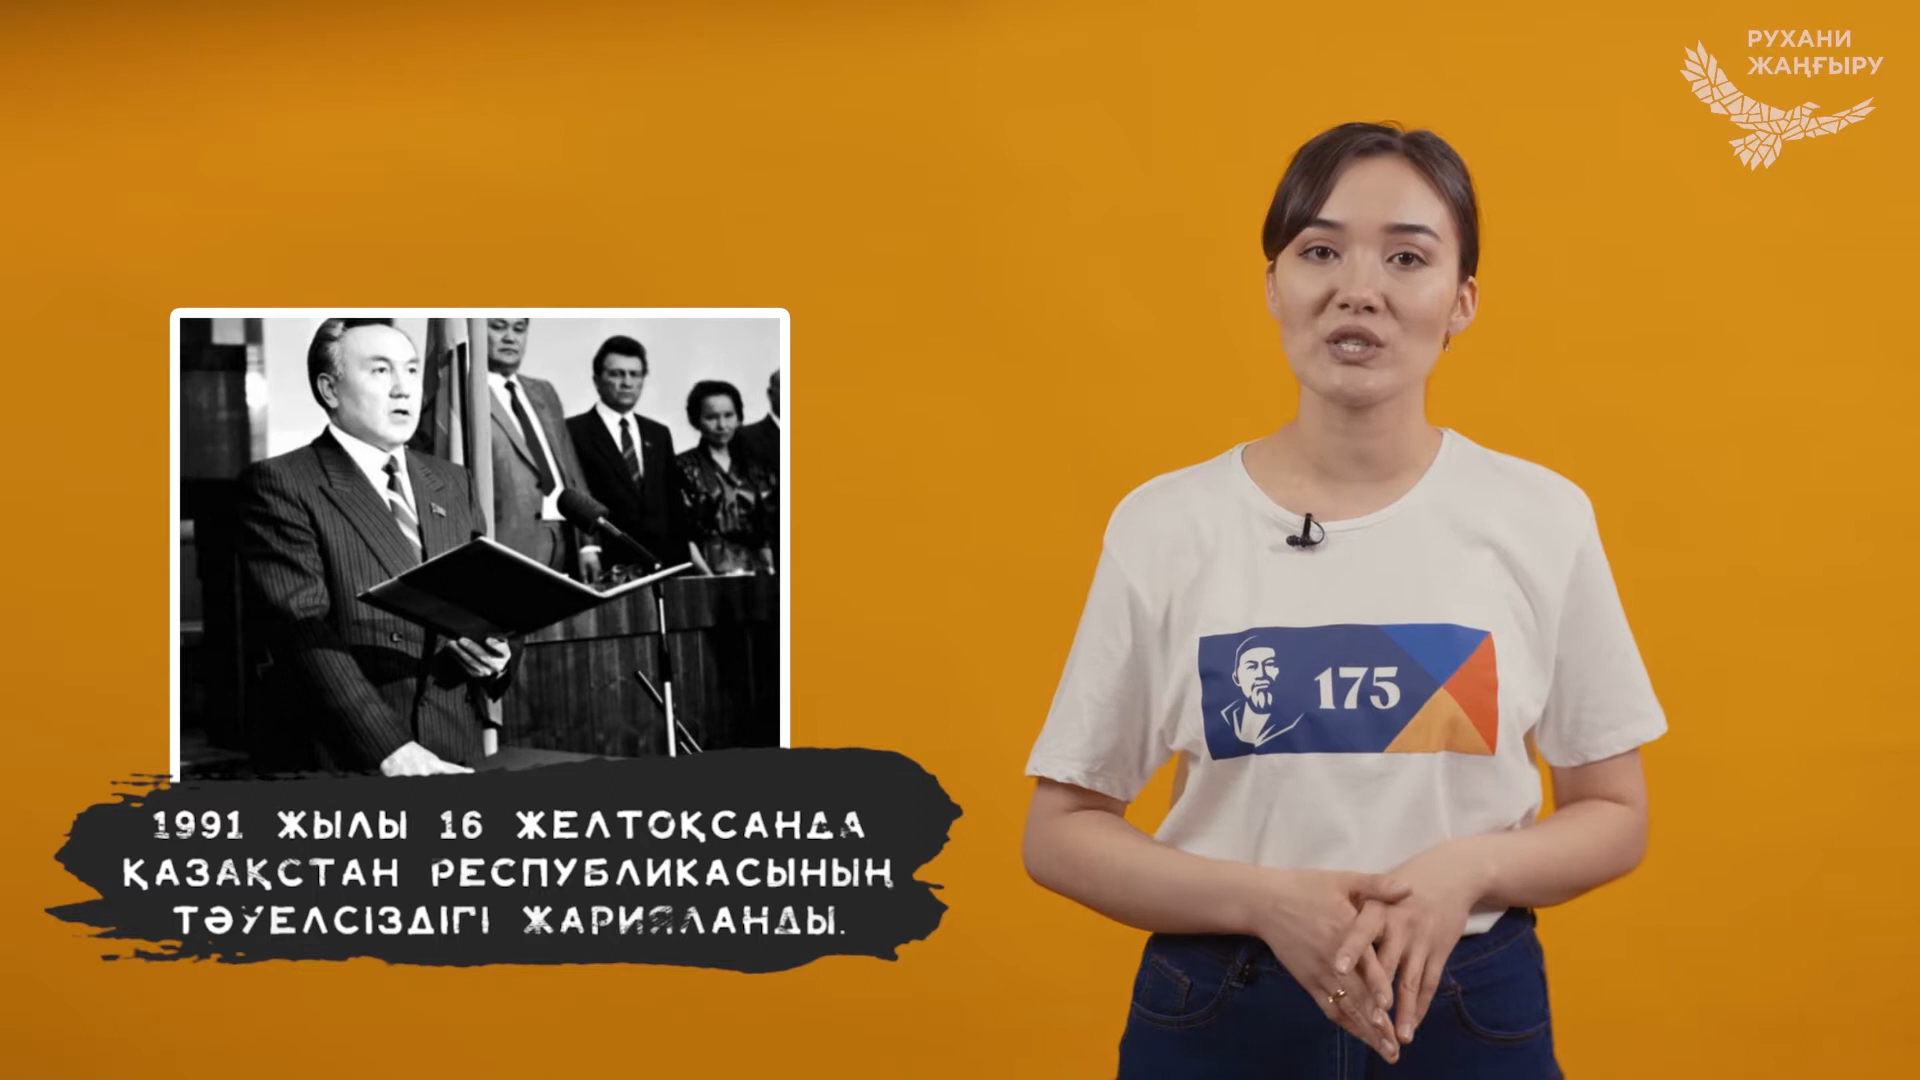 РУХАНИ
ЖАҢҒЫРУ
175
1991 ЖЫЛЫ 16 ЖЕЛТОҚСАНДА
ҚАЗАҚСТАН РЕСПУБЛИКАСЫНЫҢ
ТӘУЕЛСІЗДІГІ ЖАРИЯЛАНДЫ.